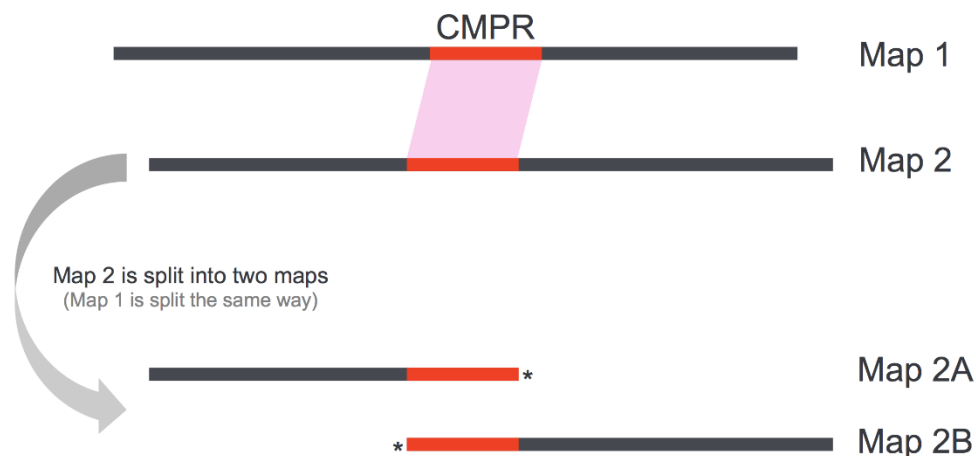 CMPR
Map 1
Map 2
Map 2 is split into two maps
(Map 1 is split the same way)
*
Map 2A
*
Map 2B